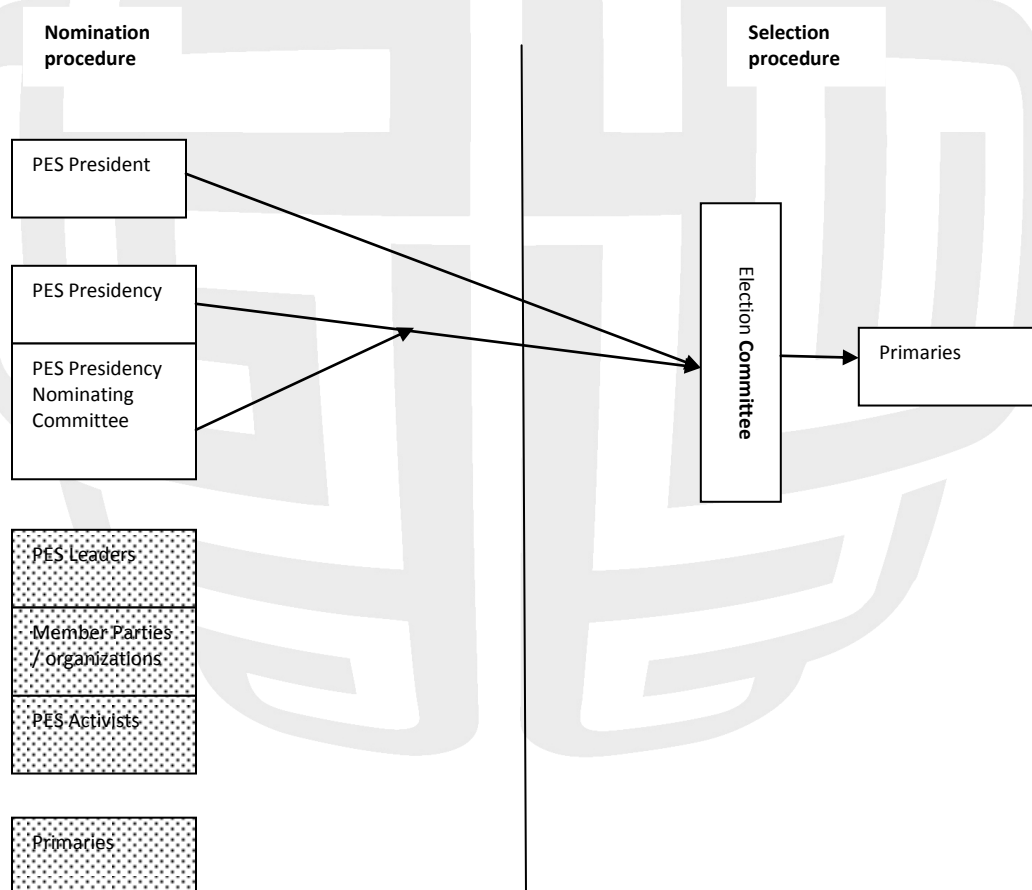 Nomination
procedure
Selection
procedure
PES President
PES Presidency
PES Presidency
Nominating
Committee
Election Committee
Primaries
PES Leaders
Member Parties
/ organizations
PES Activists
Primaries